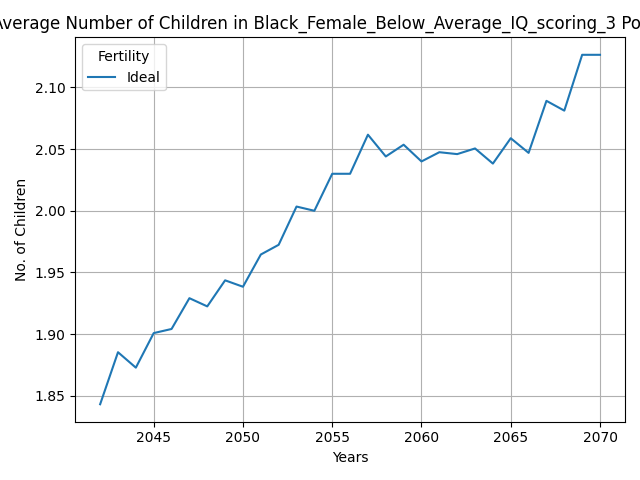 Average Number of Children in Black_Female_Below_Average_IQ_scoring_3 Po
Fertility
Ideal
2.10
2.05
2.00
1.95
1.90
1.85
No. of Children
2045 2050 2055 2060 2065 2070
Years